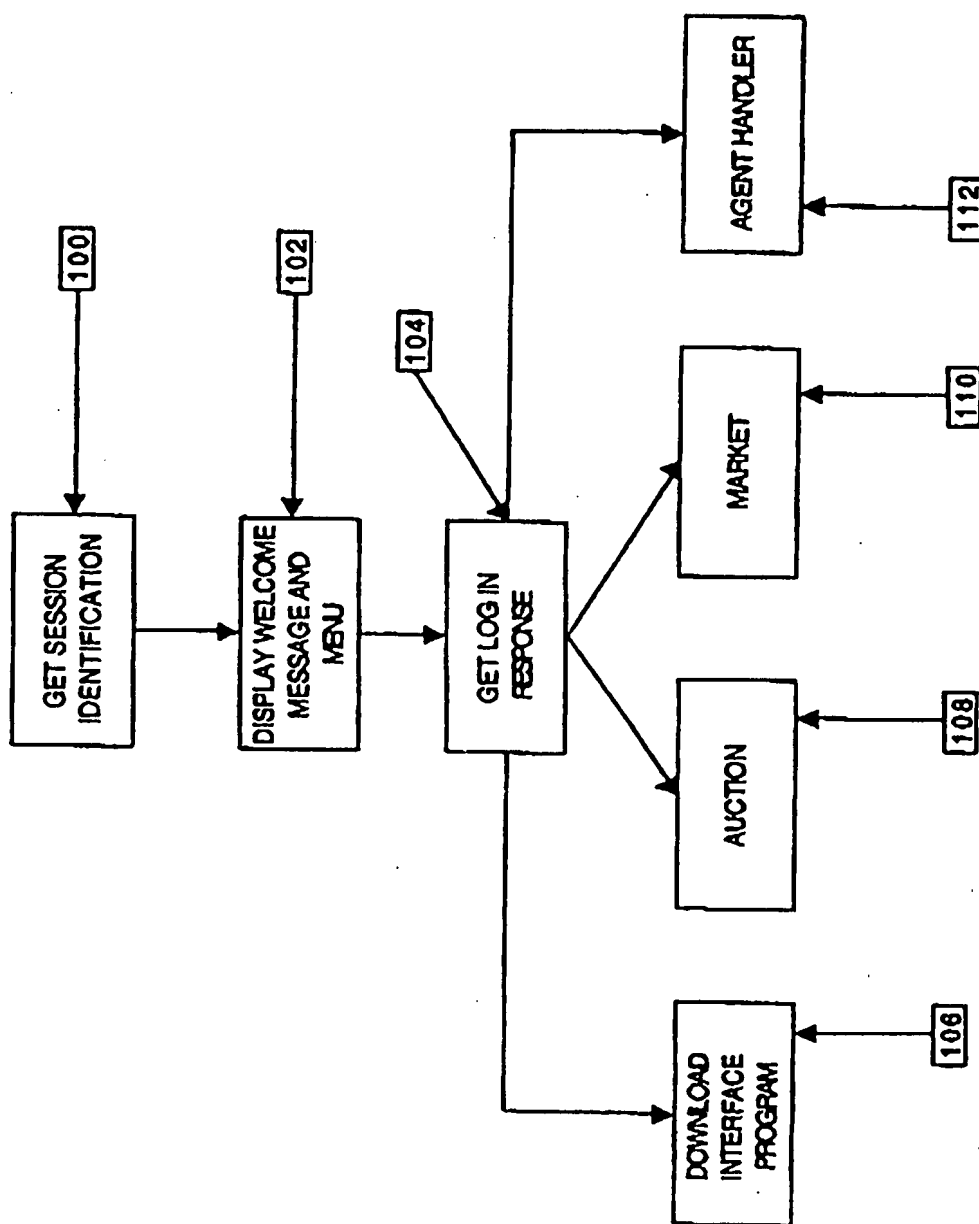 GET SESSION
IDENTIFICATION
100
DISPLAY WELCOME
MESSAGE AND
MENU
102
GET LOG IN
RESPONSE
104
DOWNLOAD
INTERFACE
PROGRAM
106
AUCTION
108
MARKET
110
AGENT HANDLER
112